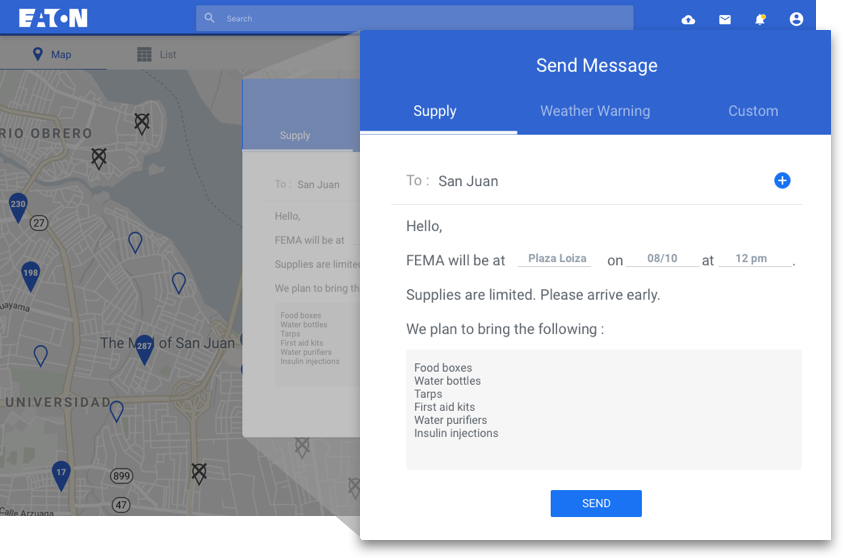 EATON
Search
Map
List
RIO OBRERO
230
27
198
uayama
The M of San Juan
287
UNIVERSIDAD
17
899
47
Calle Arzuaga
Supply
To : San Juan
Hello,
FEMA will be at
Supplies are limited
We plan to bring th
Food boxes
Water bottles
Tarps
First aid kits
Water purifiers
Insulin injections
Send Message
Supply Weather Warning Custom
To : San Juan
Hello,
FEMA will be at Plaza Loiza on 08/10 at 12 pm .
Supplies are limited. Please arrive early.
We plan to bring the following :
Food boxes
Water bottles
Tarps
First aid kits
Water purifiers
Insulin injections
SEND